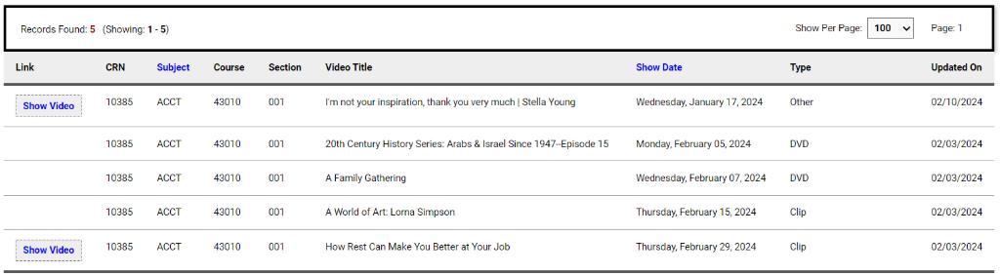 Records Found: 5 (Showing: 1 - 5) Show Per Page: 100 Page: 1
Link CRN Subject Course Section Video Title Show Date Type Updated On
Show Video 10385 ACCT 43010 001 I'm not your inspiration, thank you very much | Stella Young Wednesday, January 17, 2024 Other 02/10/2024
10385 ACCT 43010 001 20th Century History Series: Arabs & Israel Since 1947--Episode 15 Monday, February 05, 2024 DVD 02/03/2024
10385 ACCT 43010 001 A Family Gathering Wednesday, February 07, 2024 DVD 02/03/2024
10385 ACCT 43010 001 A World of Art: Lorna Simpson Thursday, February 15, 2024 Clip 02/03/2024
Show Video 10385 ACCT 43010 001 How Rest Can Make You Better at Your Job Thursday, February 29, 2024 Clip 02/03/2024